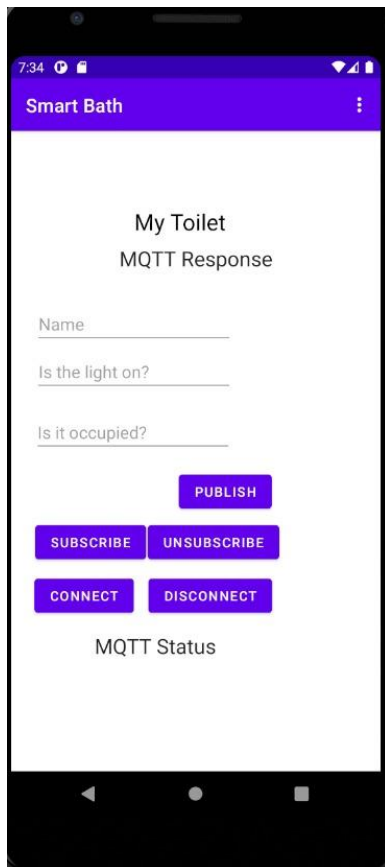 7:34
Smart Bath
My Toilet
MQTT Response
Name
Is the light on?
Is it occupied?
PUBLISH
SUBSCRIBE UNSUBSCRIBE
CONNECT DISCONNECT
MQTT Status